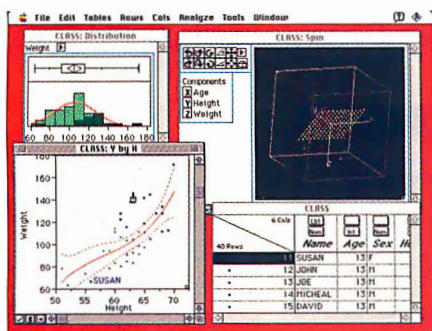 File Edit Tables Rows Cols Analyze Tools Window
CLASS: Distribution
Weight
60 80 100 120 140 180
CLASS: Spin
Components
X Age
Y Height
Z Weight
CLASS: Y by X
180
160
140
120
100
80
60
Weight
SUSAN
50 55 60 65 70
Height
CLASS
6 Cols
40 Rows
Name Age Sex
11 SUSAN 13 F
12 JOHN 13 M
13 JOE 13 M
14 MICHEAL 13 M
15 DAVID 13 M